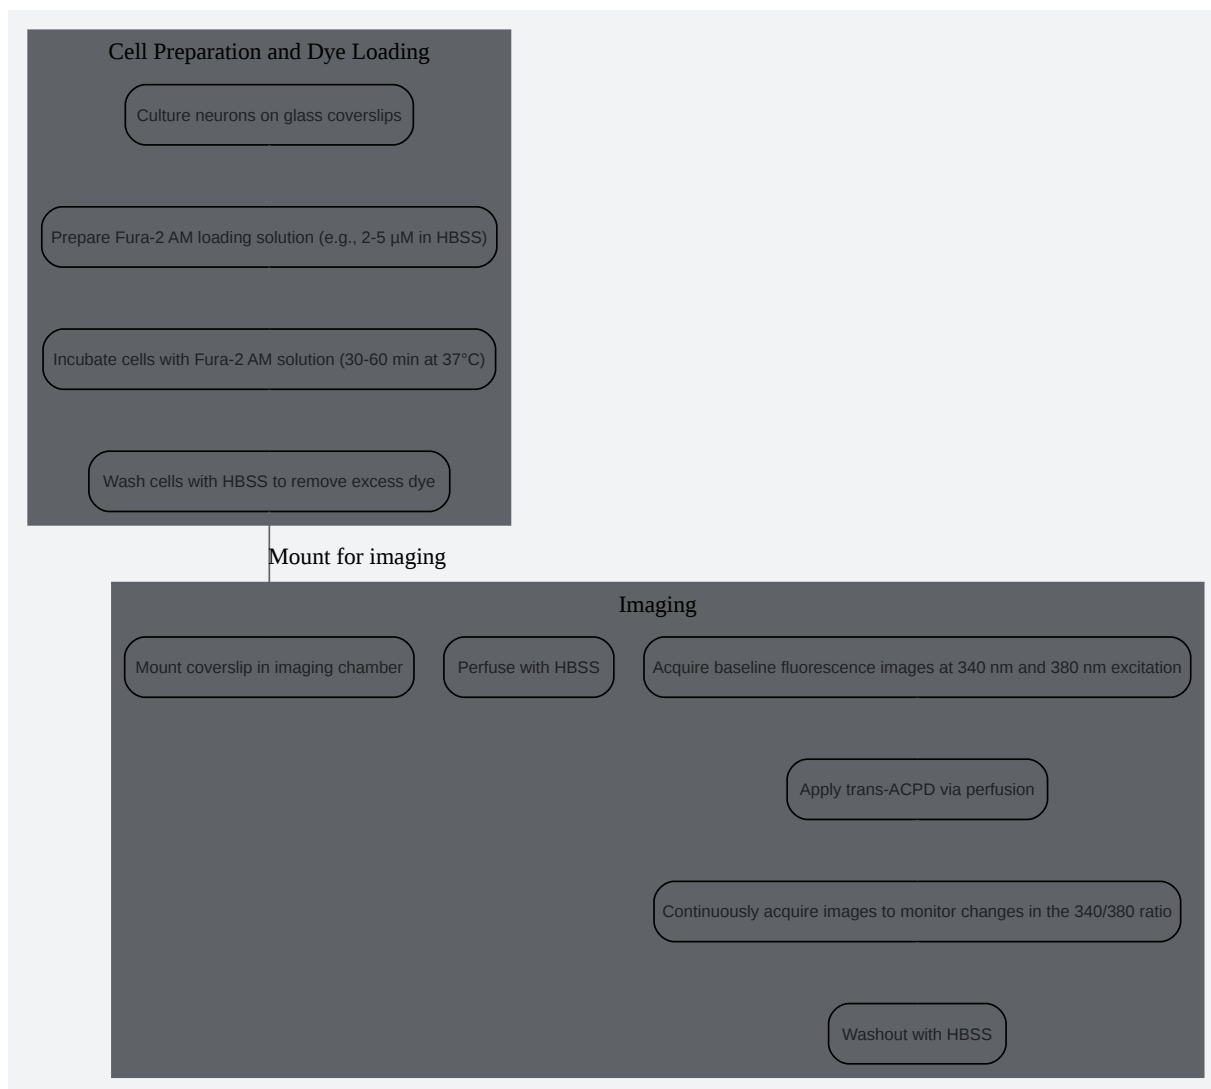 Cell Preparation and Dye Loading
Culture neurons on glass coverslips
Prepare Fura-2 AM loading solution (e.g., 2-5 µM in HBSS)
Incubate cells with Fura-2 AM solution (30-60 min at 37°C)
Wash cells with HBSS to remove excess dye
Mount for imaging
Imaging
Mount coverslip in imaging chamber
Perfuse with HBSS
Acquire baseline fluorescence images at 340 nm and 380 nm excitation
Apply trans-ACPD via perfusion
Continuously acquire images to monitor changes in the 340/380 ratio
Washout with HBSS